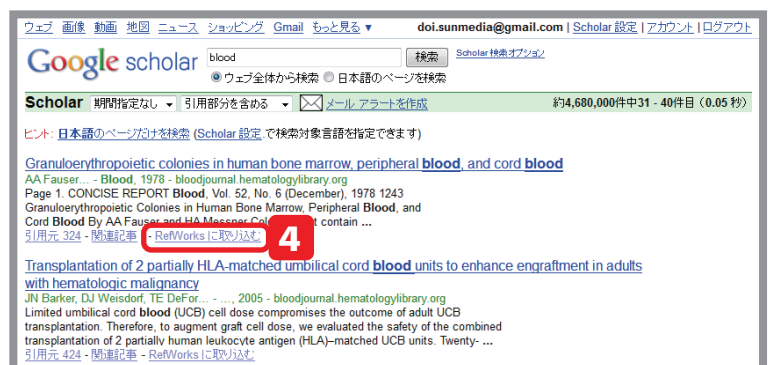 ウェブ 画像 動画 地図 ニュース ショッピング Gmail もっと見る ▼ doi.sunmedia@gmail.com | Scholar 設定 | アカウント | ログアウト
Google scholar blood 検索 Scholar 検索オプション
ウェブ全体から検索 日本語のページを検索
Scholar 期間指定なし 引用部分を含める メール アラートを作成 約4,680,000件中31 - 40件目 (0.05 秒)
ヒント: 日本語のページだけを検索 (Scholar 設定.で検索対象言語を指定できます)
Granuloerythropoietic colonies in human bone marrow, peripheral blood, and cord blood
AA Fauser... - Blood, 1978 - bloodjournal.hematologylibrary.org
Page 1. CONCISE REPORT Blood, Vol. 52, No. 6 (December), 1978 1243
Granuloerythropoietic Colonies in Human Bone Marrow, Peripheral Blood, and
Cord Blood By AA Fauser and HA Messner Col t contain ...
引用元 324 - 関連記事 - RefWorks に取り込む 4
Transplantation of 2 partially HLA-matched umbilical cord blood units to enhance engraftment in adults
with hematologic malignancy
JN Barker, DJ Weisdorf, TE DeFor... - ..., 2005 - bloodjournal.hematologylibrary.org
Limited umbilical cord blood (UCB) cell dose compromises the outcome of adult UCB
transplantation. Therefore, to augment graft cell dose, we evaluated the safety of the combined
transplantation of 2 partially human leukocyte antigen (HLA)–matched UCB units. Twenty- ...
引用元 424 - 関連記事 - RefWorks に取り込む